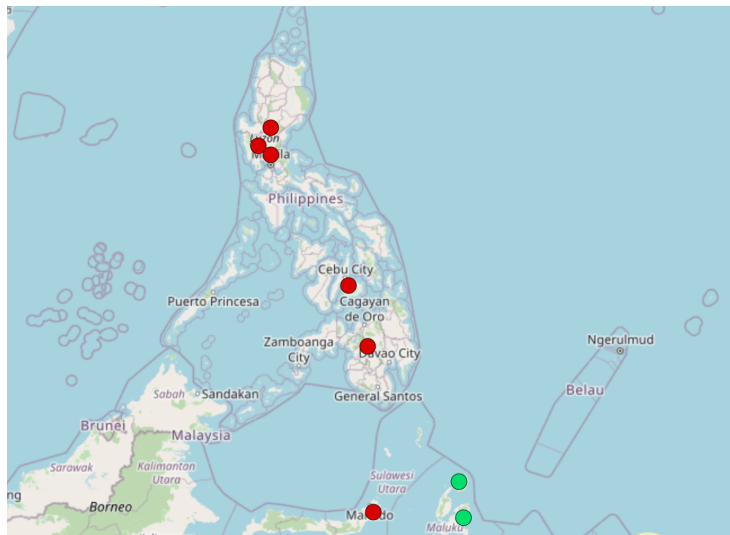 Luzon
Manila
Philippines
Cebu City
Puerto Princesa
Cagayan
de Oro
Zamboanga
City
Davao City
Ngerulmud
Belau
General Santos
Sabah
Sandakan
Brunei
Malaysia
Sarawak
Kalimantan
Utara
Sulawesi
Utara
ng
Borneo
Manado
Maluku